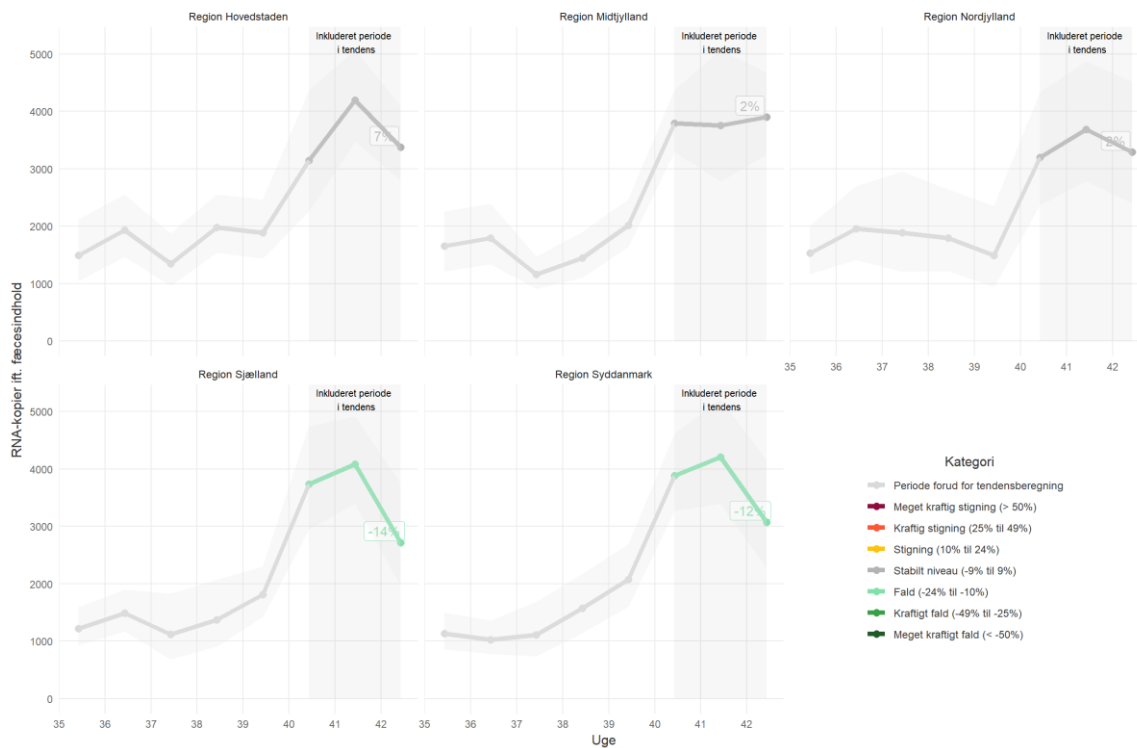 Region Hovedstaden
Region Midtjylland
Region Nordjylland
Inkluderet periode
i tendens
Inkluderet periode
i tendens
Inkluderet periode
i tendens
5000
4000
3000
2000
1000
0
7%
2%
2%
35 36 37 38 39 40 41 42
RNA-kopier ift. fæcesindhold
Region Sjælland
Region Syddanmark
Inkluderet periode
i tendens
Inkluderet periode
i tendens
5000
4000
3000
2000
1000
0
-14%
-12%
35 36 37 38 39 40 41 42
35 36 37 38 39 40 41 42
Uge
Kategori
Periode forud for tendensberegning
Meget kraftig stigning (> 50%)
Kraftig stigning (25% til 49%)
Stigning (10% til 24%)
Stabilt niveau (-9% til 9%)
Fald (-24% til -10%)
Kraftigt fald (-49% til -25%)
Meget kraftigt fald (< -50%)